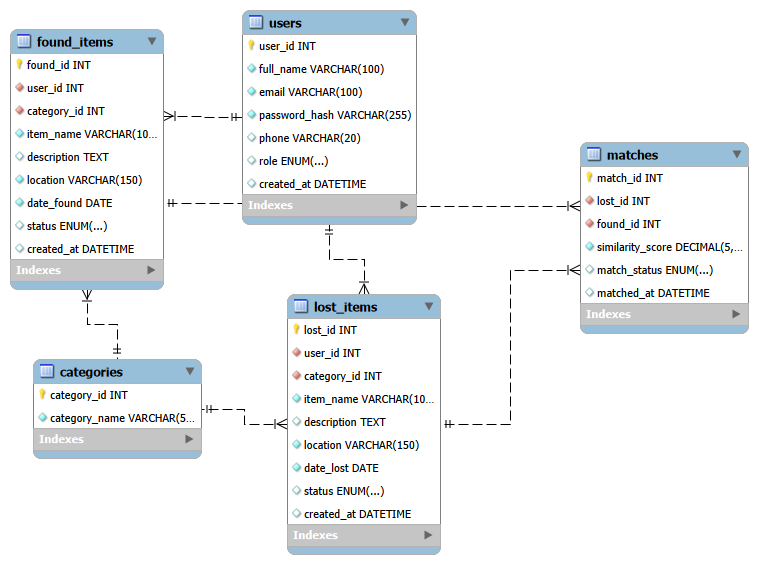 found_items
found_id INT
user_id INT
category_id INT
item_name VARCHAR(10...
description TEXT
location VARCHAR(150)
date_found DATE
status ENUM(...)
created_at DATETIME
Indexes
users
user_id INT
full_name VARCHAR(100)
email VARCHAR(100)
password_hash VARCHAR(255)
phone VARCHAR(20)
role ENUM(...)
created_at DATETIME
Indexes
matches
match_id INT
lost_id INT
found_id INT
similarity_score DECIMAL(5,...
match_status ENUM(...)
matched_at DATETIME
Indexes
categories
category_id INT
category_name VARCHAR(5...
Indexes
lost_items
lost_id INT
user_id INT
category_id INT
item_name VARCHAR(10...
description TEXT
location VARCHAR(150)
date_lost DATE
status ENUM(...)
created_at DATETIME
Indexes